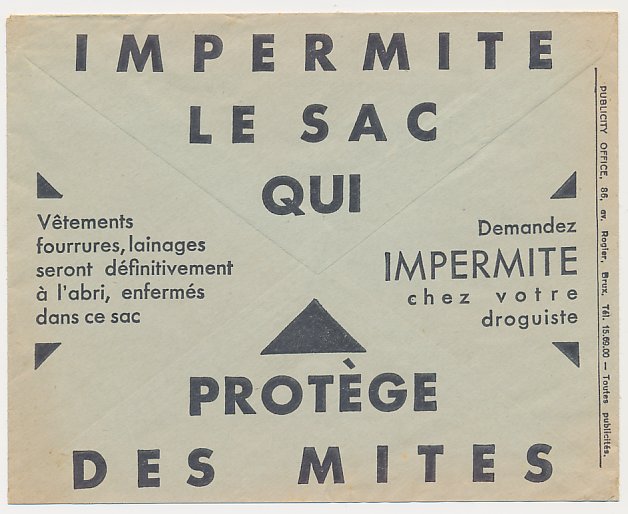 IMPERMITE
LE SAC
QUI
Vêtements
fourrures, lainages
seront définitivement
à l'abri, enfermés
dans ce sac
Demandez
IMPERMITE
chez votre
droguiste
PROTÈGE
DES MITES
PUBLICITY OFFICE, 86, av. Rogier, Brux. Tél. 15.69.00 — Toutes publicités.